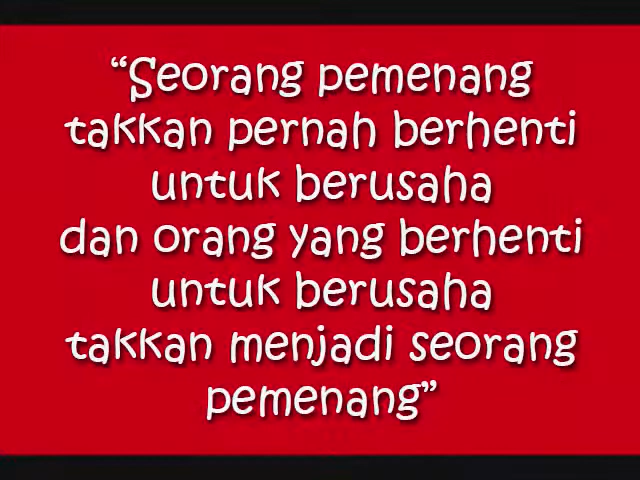 “Seorang pemenang
takkan pernah berhenti
untuk berusaha
dan orang yang berhenti
untuk berusaha
takkan menjadi seorang
pemenang”